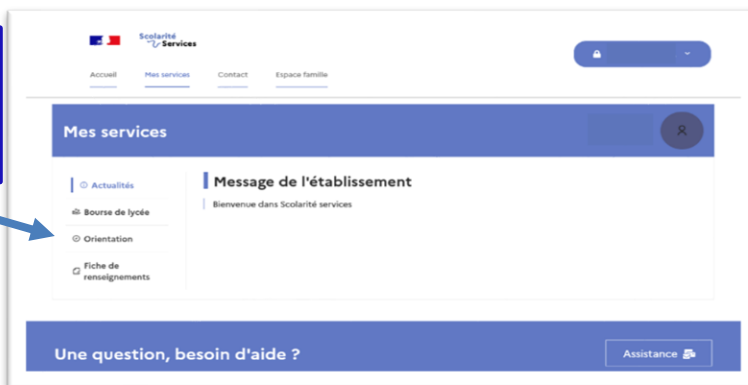 Scolarité
Services
Accueil Mes services Contact Espace famille
Mes services
Actualités
Bourse de lycée
Orientation
Fiche de
renseignements
Message de l'établissement
Bienvenue dans Scolarité services
Une question, besoin d'aide ?
Assistance